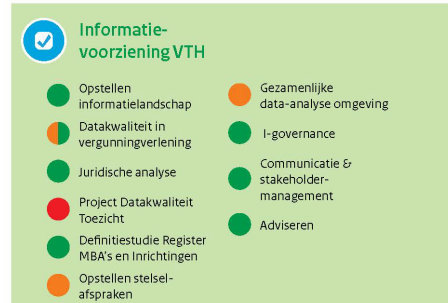 Informatie-
voorziening VTH
Opstellen
informatielandschap
Datakwaliteit in
vergunningverlening
Juridische analyse
Project Datakwaliteit
Toezicht
Definitiestudie Register
MBA's en Inrichtingen
Opstellen stelsel-
afspraken
Gezamenlijke
data-analyse omgeving
I-governance
Communicatie &
stakeholder-
management
Adviseren